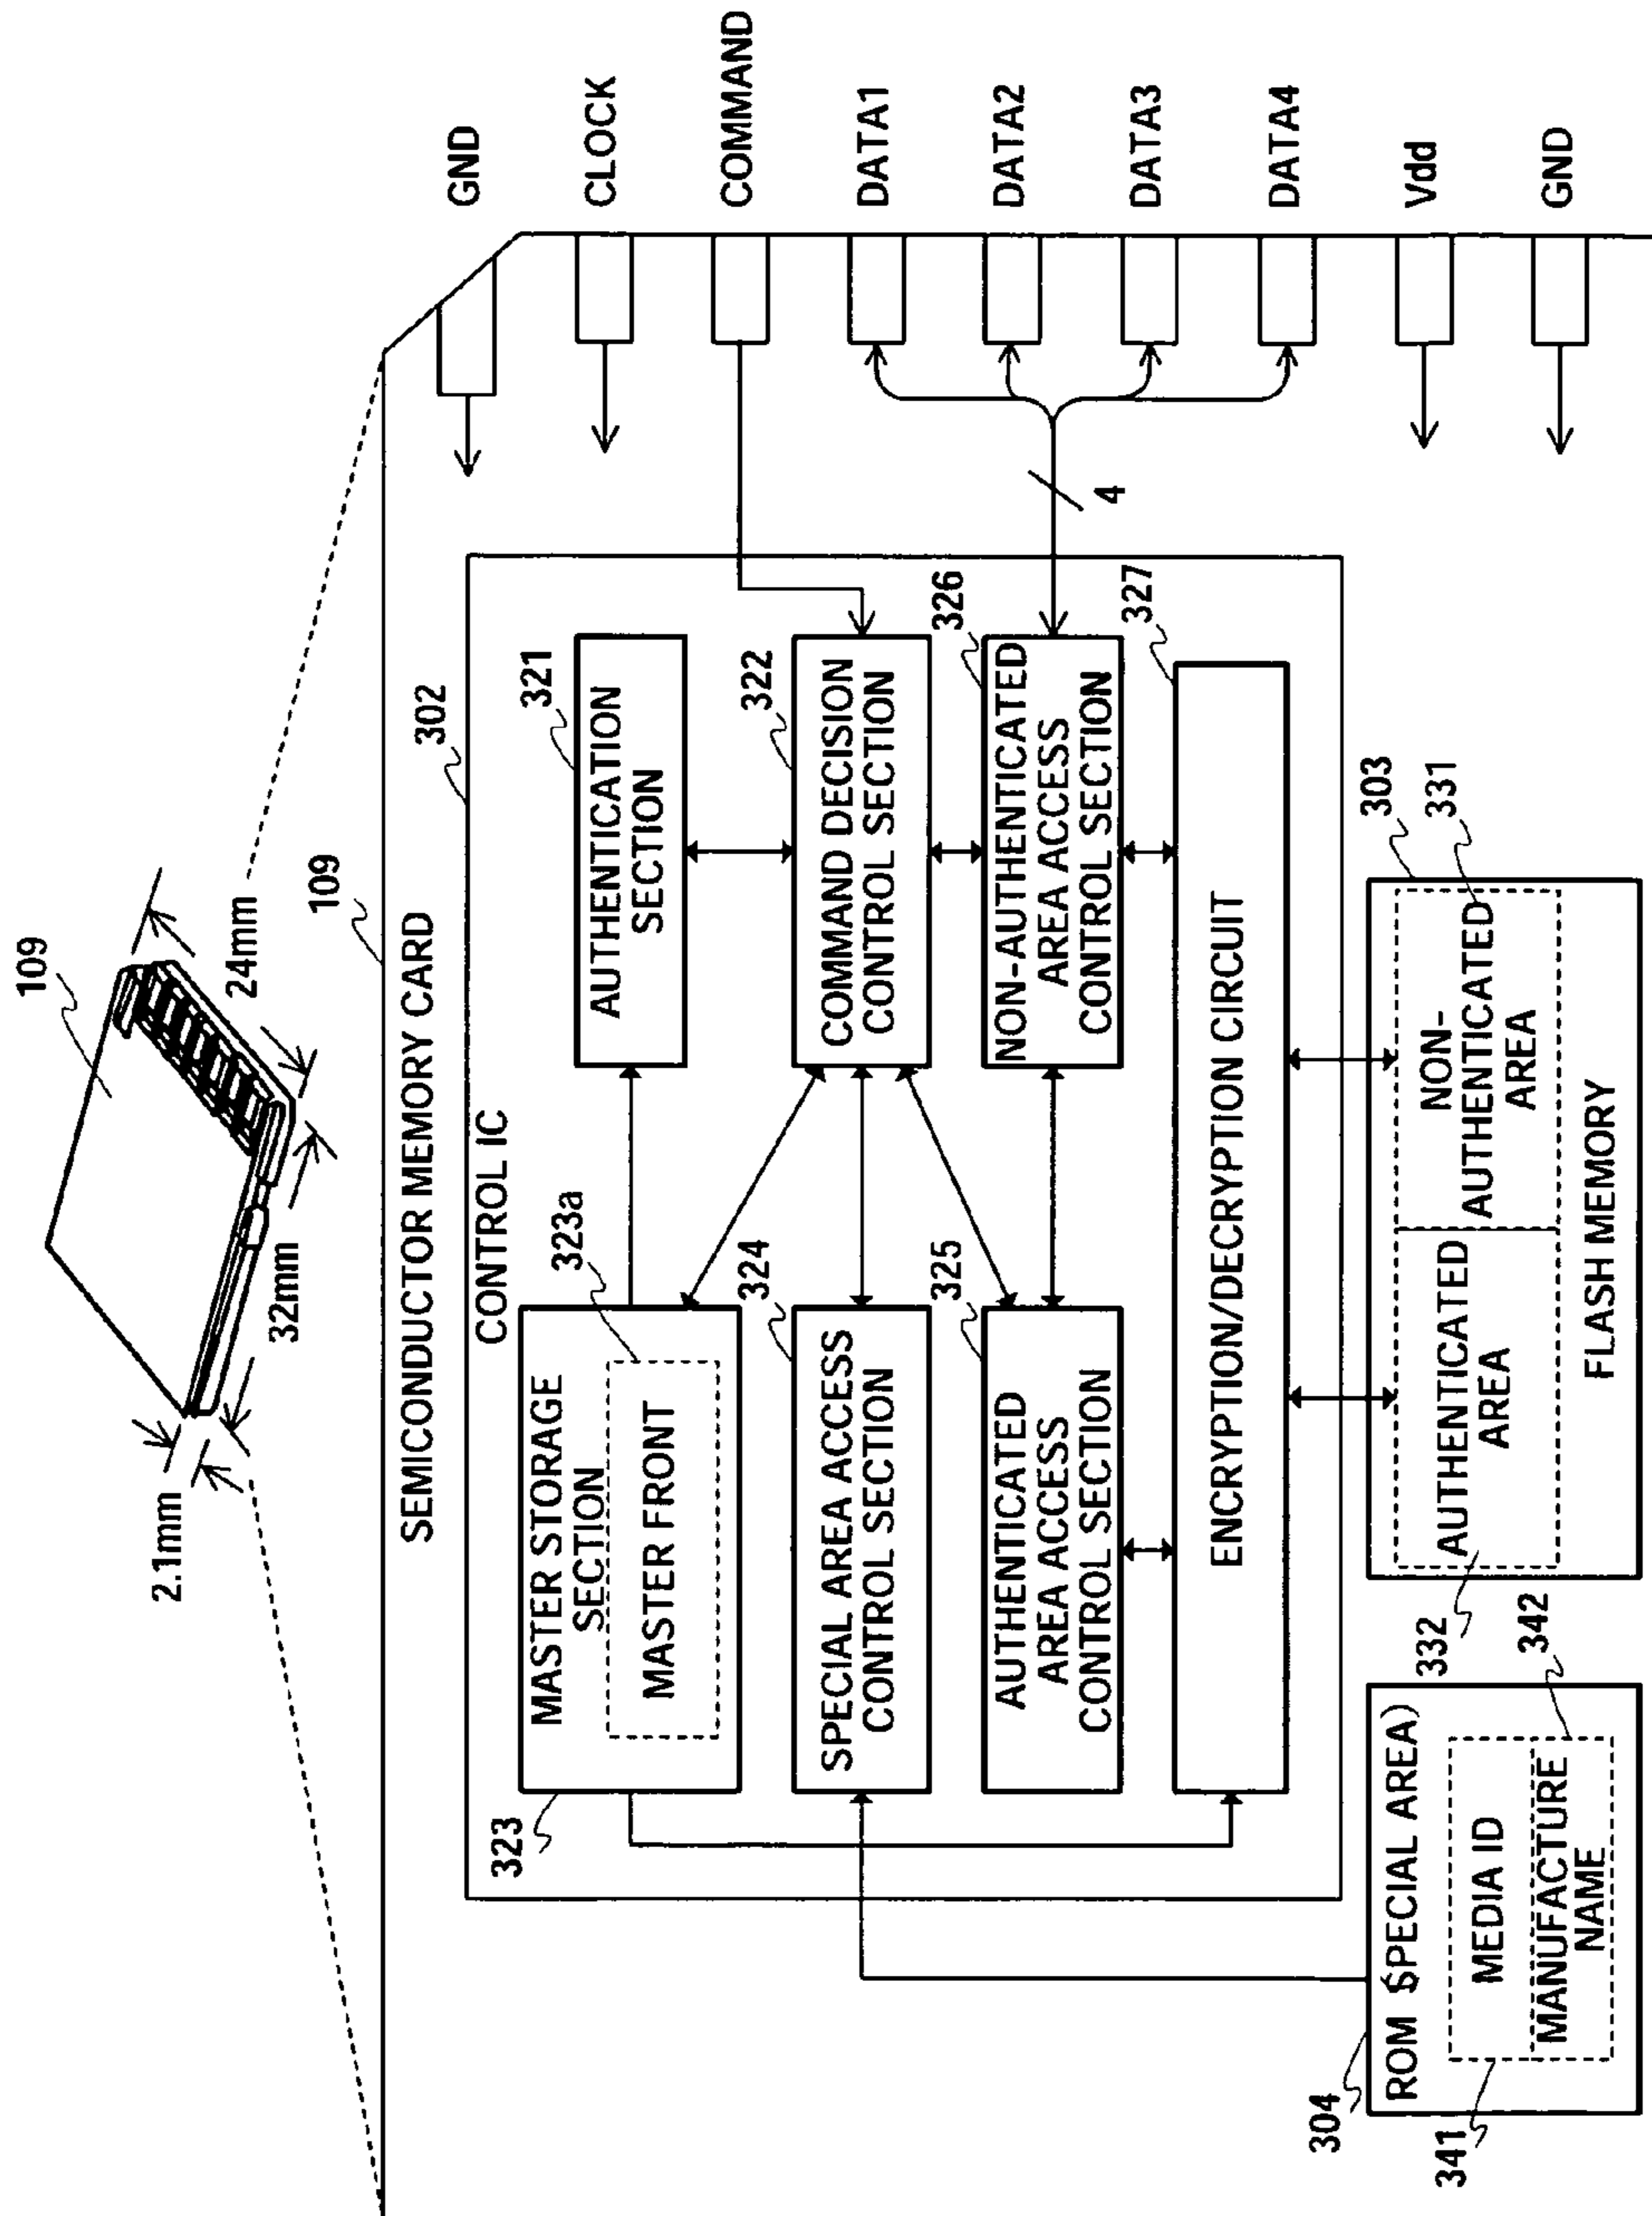 109
24mm
32mm
2.1mm
109
SEMICONDUCTOR MEMORY CARD
302
CONTROL IC
323
MASTER STORAGE
SECTION
323a
MASTER FRONT
321
AUTHENTICATION
SECTION
324
SPECIAL AREA ACCESS
CONTROL SECTION
322
COMMAND DECISION
CONTROL SECTION
325
AUTHENTICATED
AREA ACCESS
CONTROL SECTION
326
NON-AUTHENTICATED
AREA ACCESS
CONTROL SECTION
327
ENCRYPTION/DECRYPTION CIRCUIT
4
GND
CLOCK
COMMAND
DATA1
DATA2
DATA3
DATA4
Vdd
GND
304
ROM (SPECIAL AREA)
341
MEDIA ID
342
MANUFACTURE
NAME
303
332
AUTHENTICATED
AREA
331
NON-
AUTHENTICATED
AREA
FLASH MEMORY